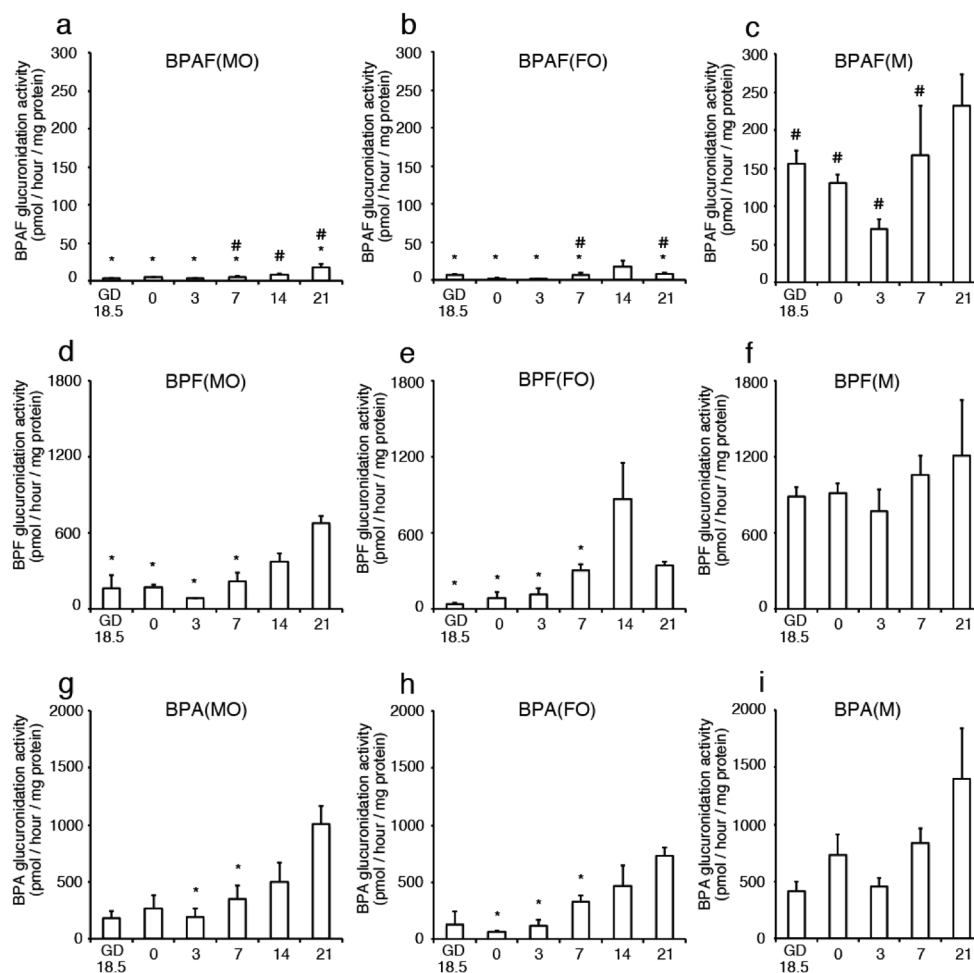 a
BPAF(MO)
BPAF glucuronidation activity
(pmol / hour / mg protein)
300
250
200
150
100
50
0
* * * * # # # *
GD 18.5 0 3 7 14 21
b
BPAF(FO)
BPAF glucuronidation activity
(pmol / hour / mg protein)
300
250
200
150
100
50
0
* * * * # # *
GD 18.5 0 3 7 14 21
c
BPAF(M)
BPAF glucuronidation activity
(pmol / hour / mg protein)
300
250
200
150
100
50
0
# # # #
GD 18.5 0 3 7 21
d
BPF(MO)
BPF glucuronidation activity
(pmol / hour / mg protein)
1800
1200
600
0
* * * *
GD 18.5 0 3 7 14 21
e
BPF(FO)
BPF glucuronidation activity
(pmol / hour / mg protein)
1800
1200
600
0
* * * *
GD 18.5 0 3 7 14 21
f
BPF(M)
BPF glucuronidation activity
(pmol / hour / mg protein)
1800
1200
600
0
GD 18.5 0 3 7 21
g
BPA(MO)
BPA glucuronidation activity
(pmol / hour / mg protein)
2000
1500
1000
500
0
* *
GD 18.5 0 3 7 14 21
h
BPA(FO)
BPA glucuronidation activity
(pmol / hour / mg protein)
2000
1500
1000
500
0
* * *
GD 18.5 0 3 7 14 21
i
BPA(M)
BPA glucuronidation activity
(pmol / hour / mg protein)
2000
1500
1000
500
0
GD 18.5 0 3 7 21